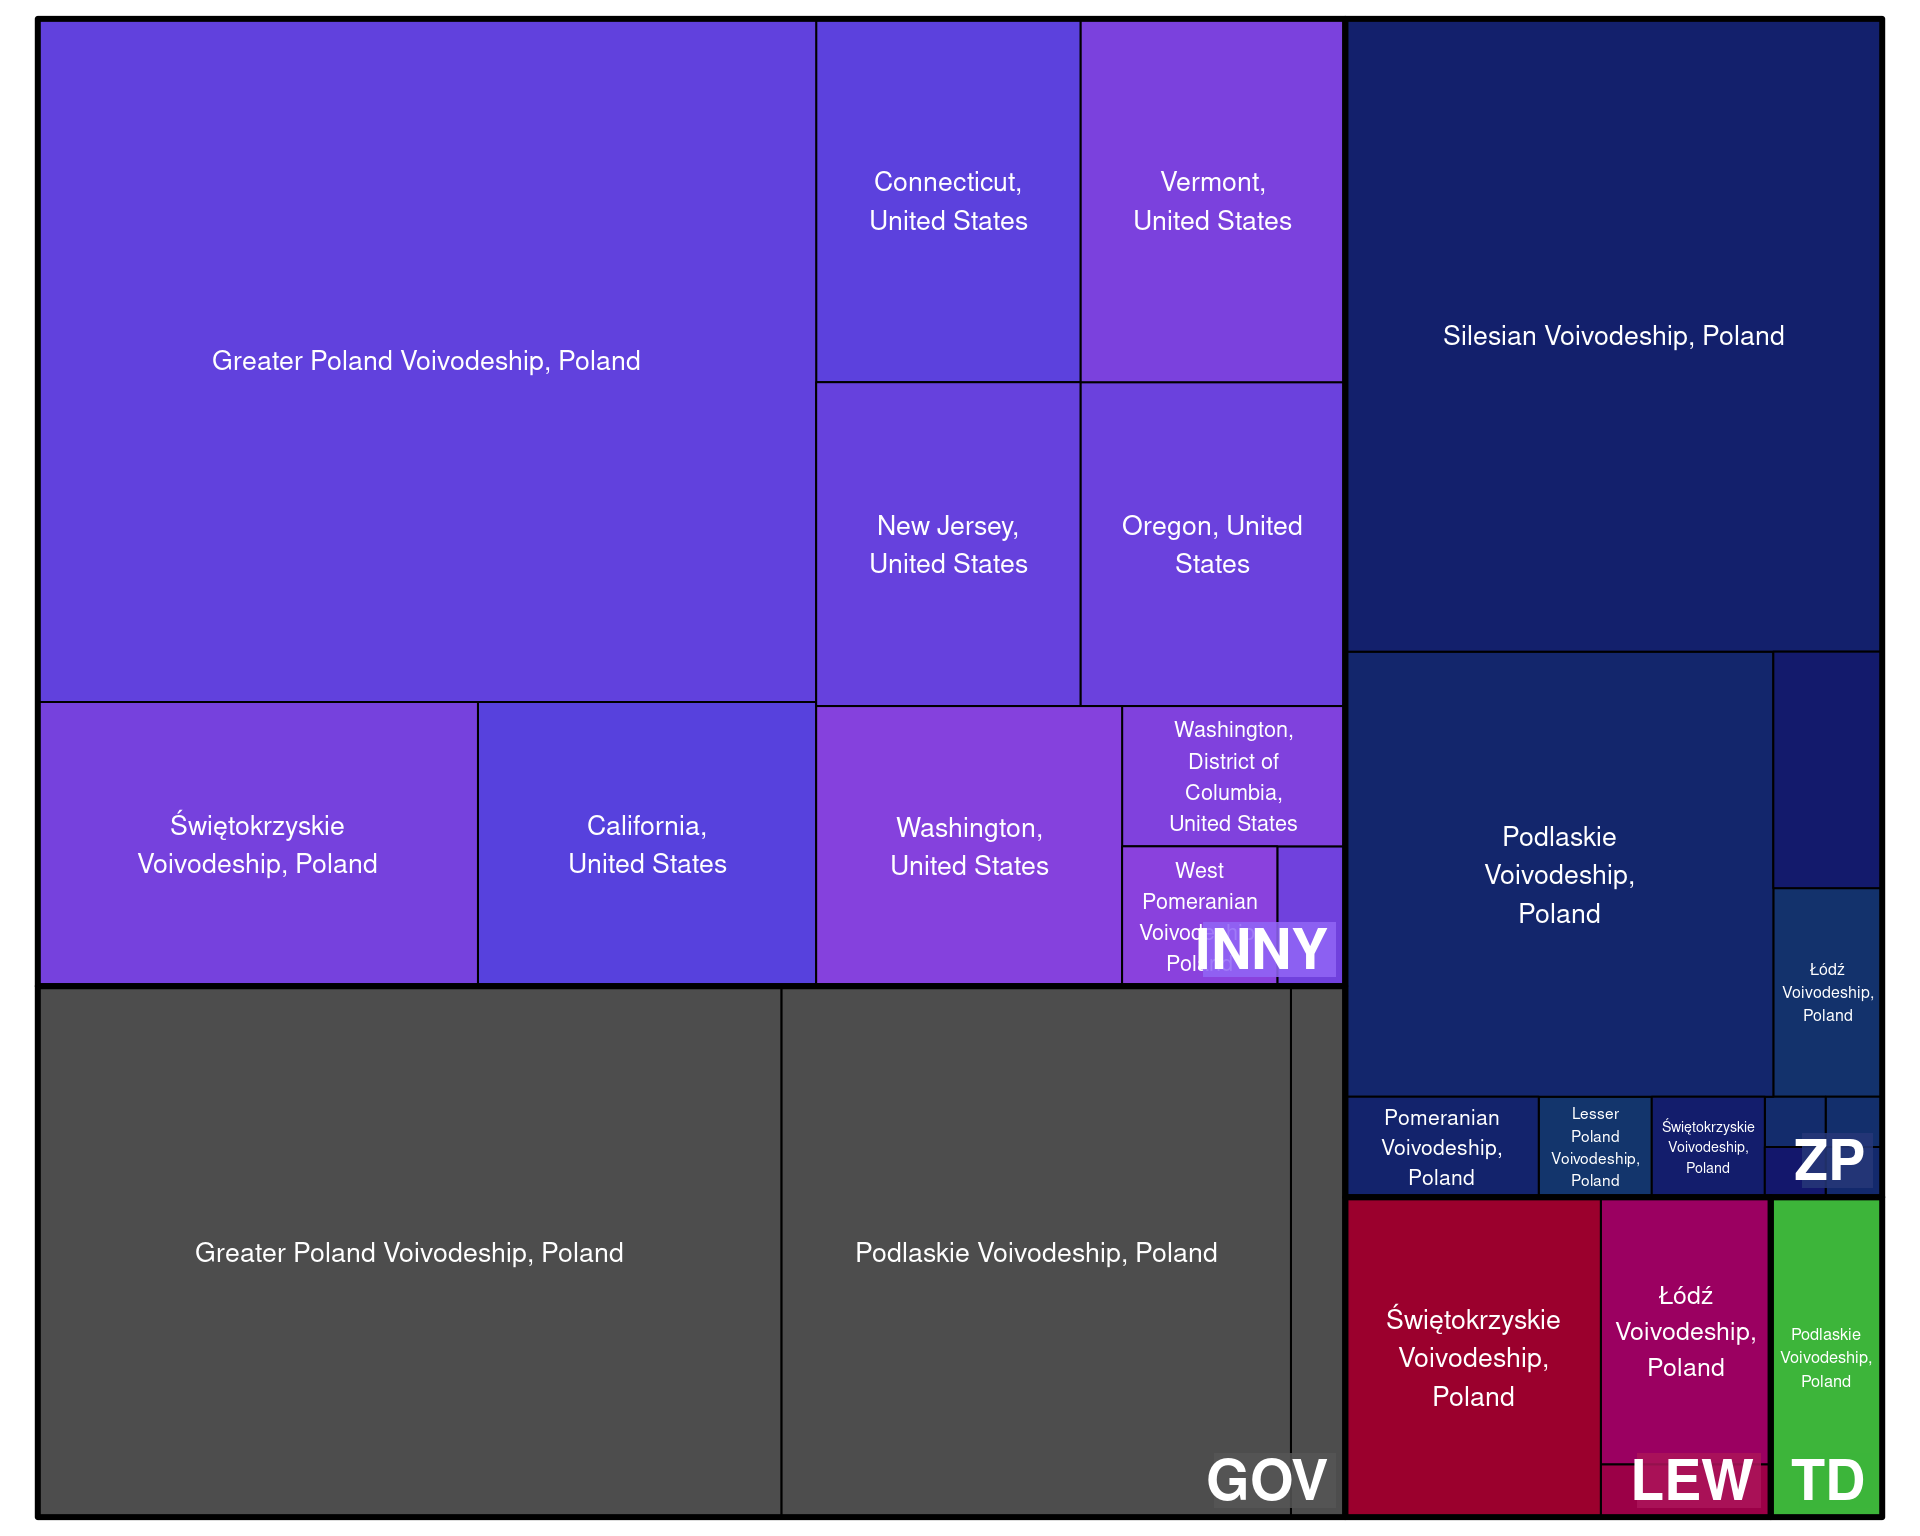 Greater Poland Voivodeship, Poland
Connecticut,
United States
Vermont,
United States
New Jersey,
United States
Oregon, United
States
Świętokrzyskie
Voivodeship, Poland
California,
United States
Washington,
United States
Washington,
District of
Columbia,
United States
West
Pomeranian
INNY
Greater Poland Voivodeship, Poland
Podlaskie Voivodeship, Poland
GOV
Silesian Voivodeship, Poland
Podlaskie
Voivodeship,
Poland
Łódź
Voivodeship,
Poland
Pomeranian
Voivodeship,
Poland
Lesser
Poland
Voivodeship,
Poland
Świętokrzyskie
Voivodeship,
Poland
ZP
Świętokrzyskie
Voivodeship,
Poland
Łódź
Voivodeship,
Poland
LEW
Podlaskie
Voivodeship,
Poland
TD